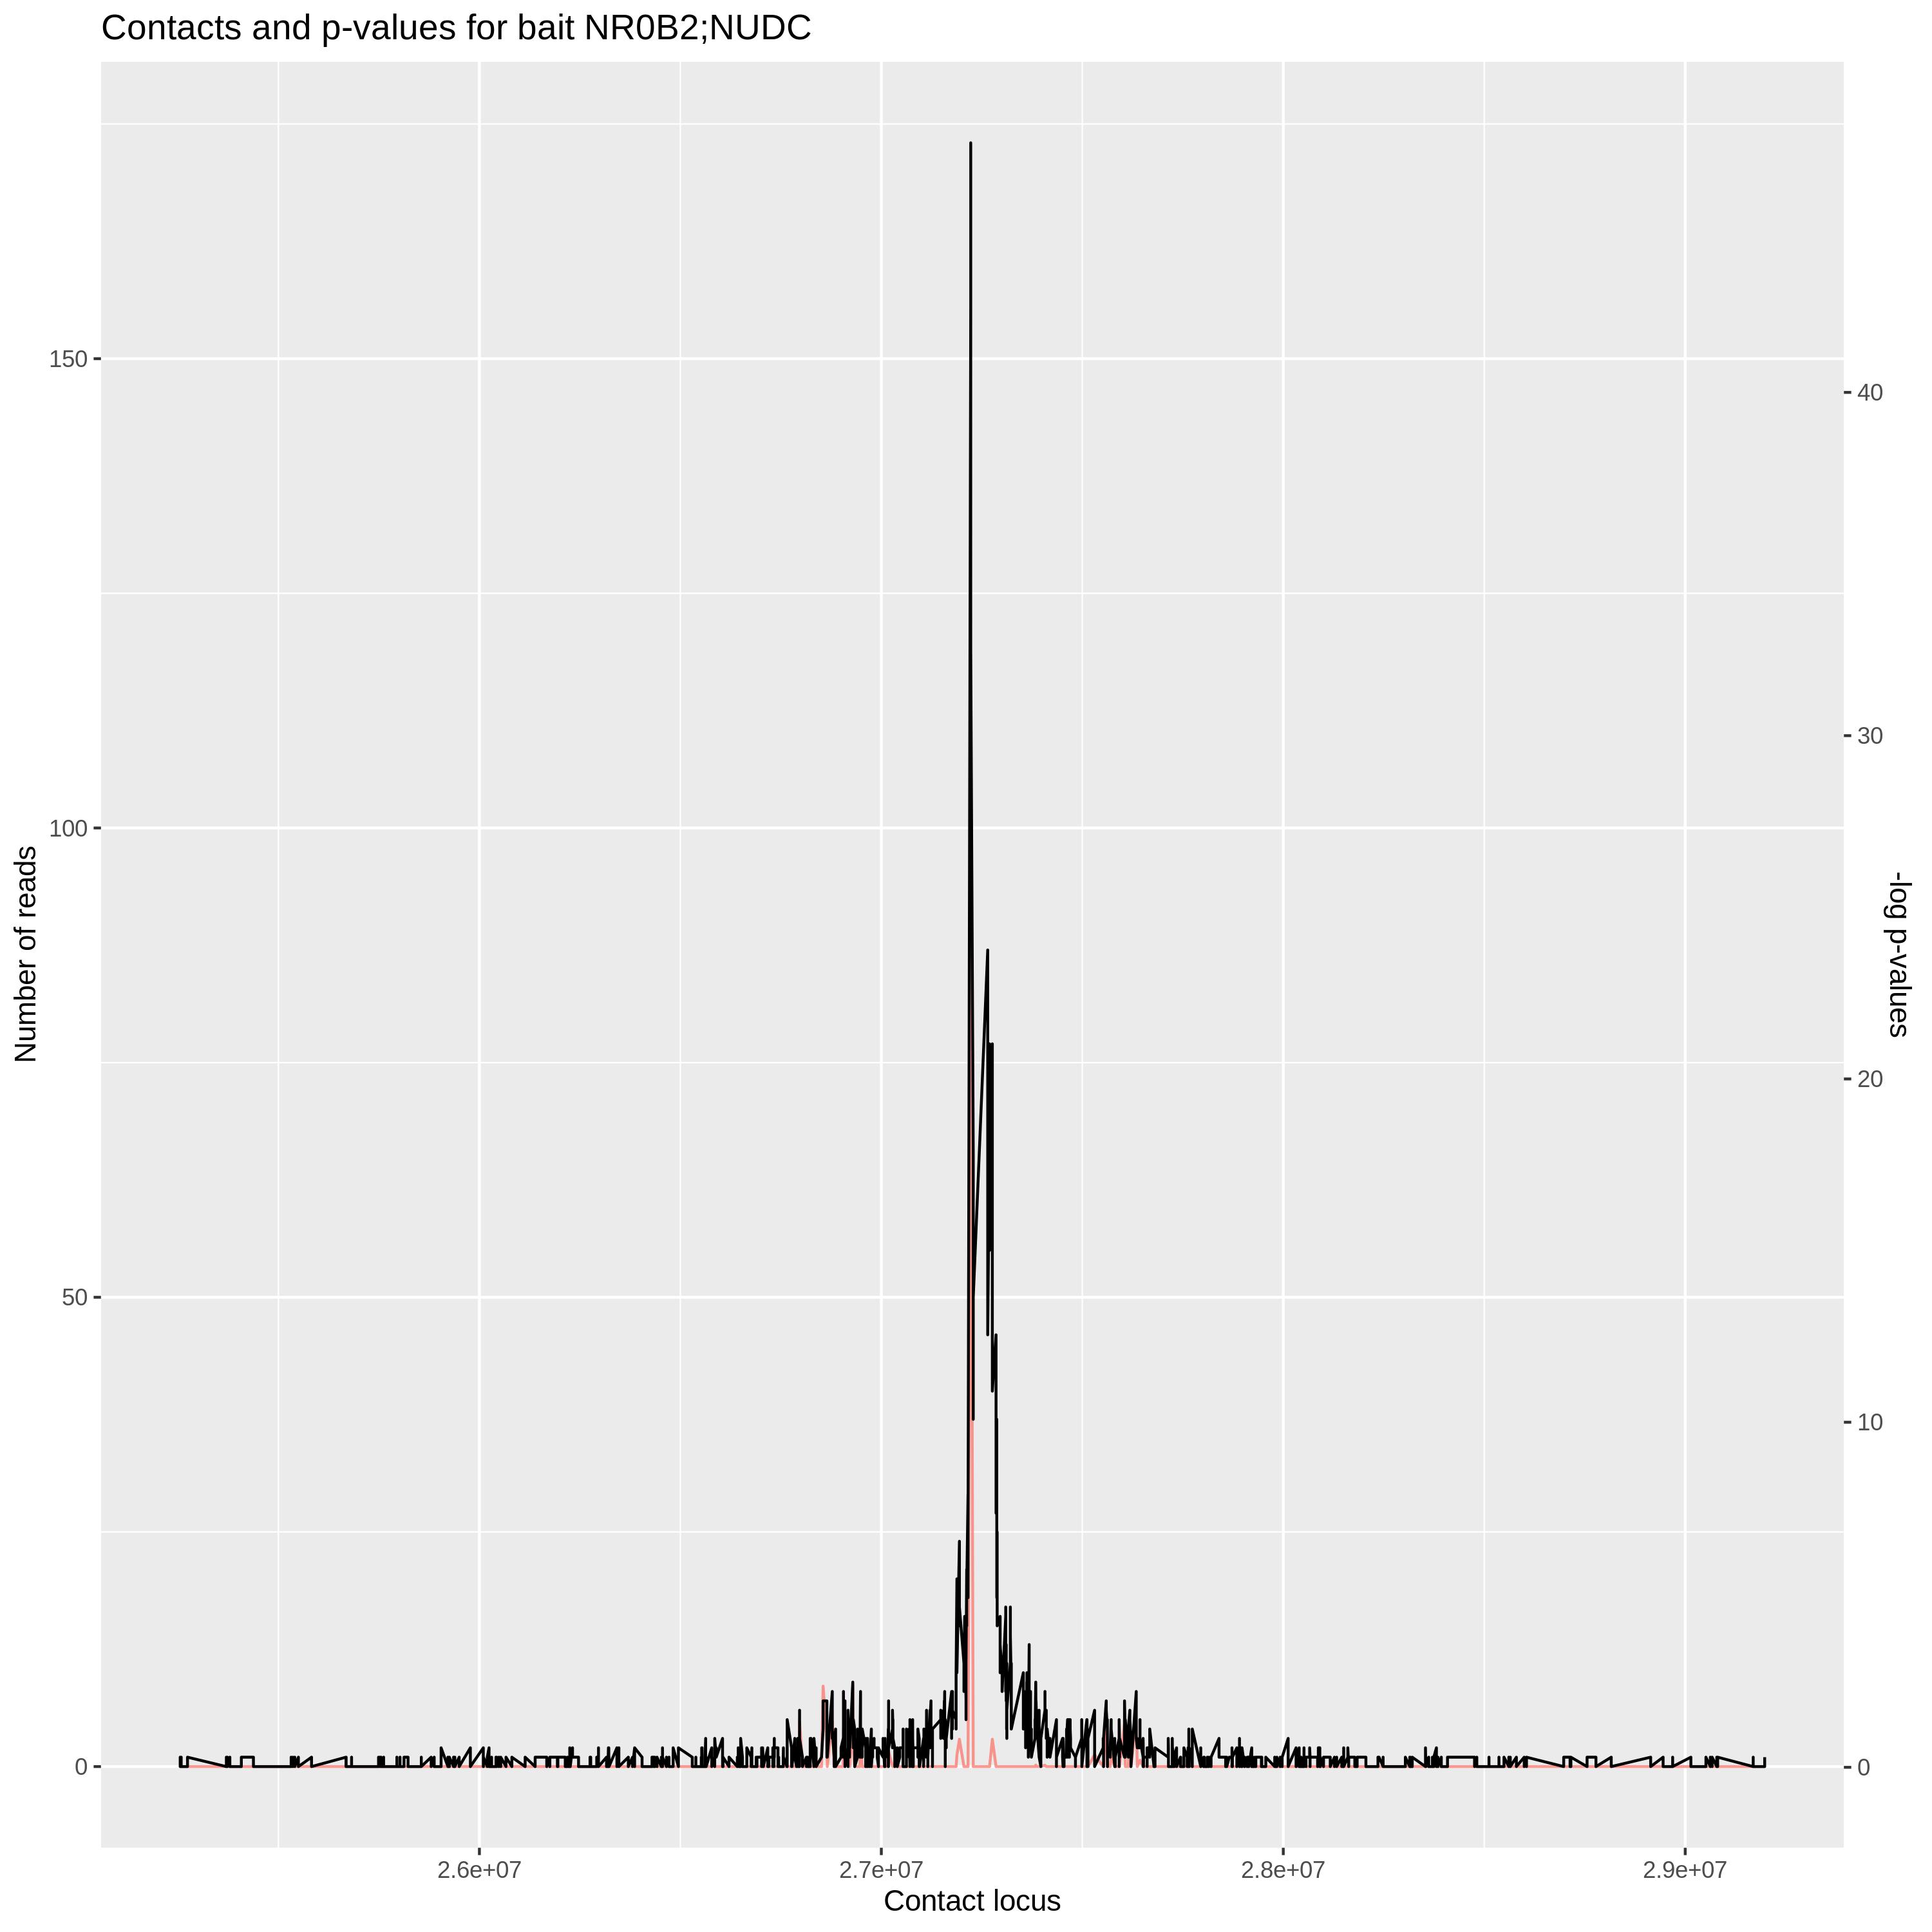 Contacts and p-values for bait NR0B2;NUDC
Number of reads
150
100
50
0
40
30
20
10
0
-log p-values
2.6e+07
2.7e+07
2.8e+07
2.9e+07
Contact locus